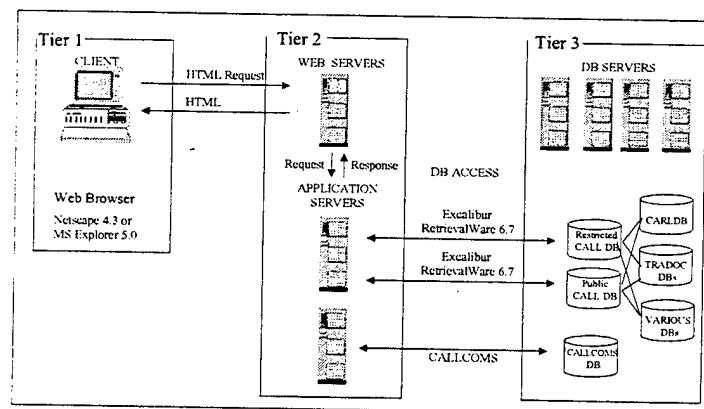 Tier 1
CLIENT
HTML Request
HTML
Web Browser
Netscape 4.3 or
MS Explorer 5.0
Tier 2
WEB SERVERS
Request
Response
APPLICATION
SERVERS
DB ACCESS
Excalibur
RetrievalWare 6.7
Excalibur
RetrievalWare 6.7
CALLCOMS
Tier 3
DB SERVERS
Restricted
CALL DB
Public
CALL DB
CARLDB
TRADOC
DBs
VARIOUS
DBs
CALLCOMS
DB